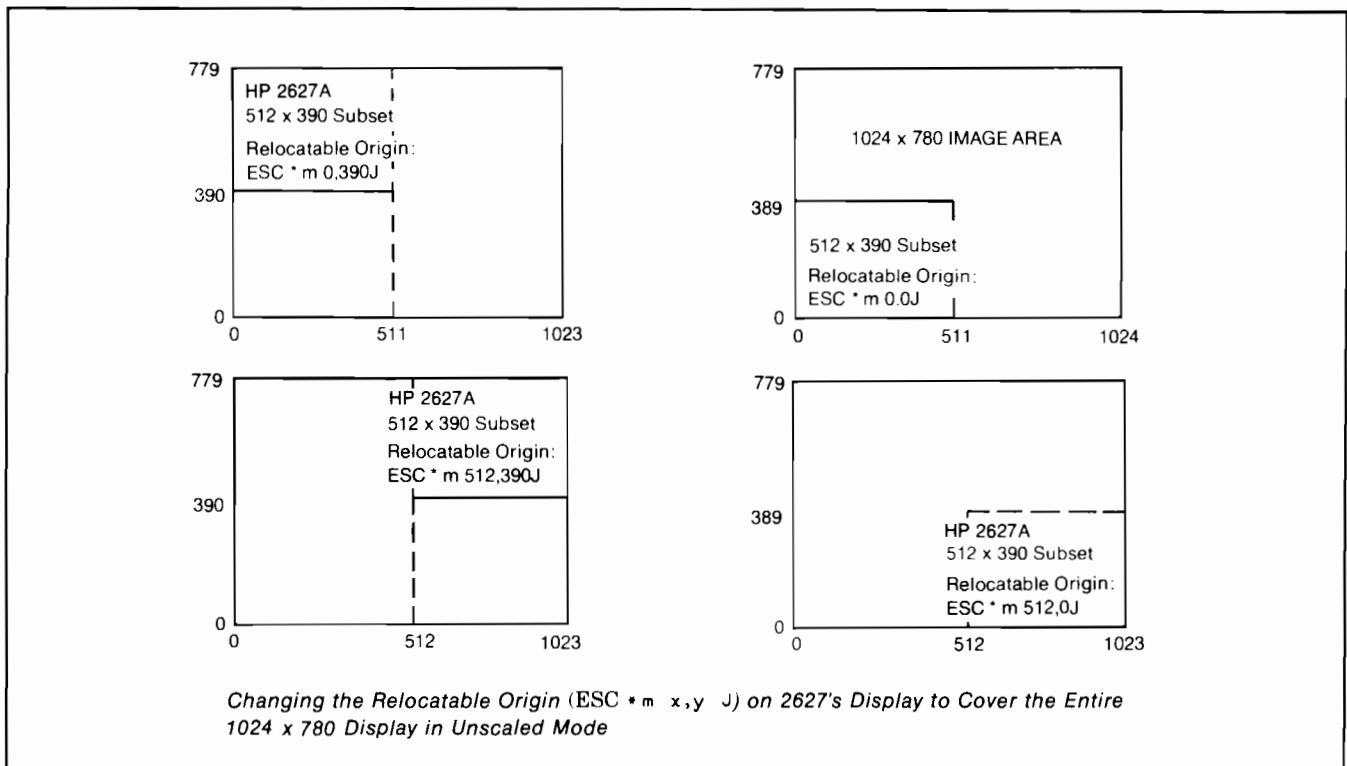 779
HP 2627A
512 x 390 Subset
Relocatable Origin:
ESC * m 0,390J
390
0
0 511 1023
779
1024 x 780 IMAGE AREA
389
512 x 390 Subset
Relocatable Origin:
ESC * m 0.0J
0
0 511 1024
779
HP 2627A
512 x 390 Subset
Relocatable Origin:
ESC * m 512,390J
390
0
0 512 1023
779
389
HP 2627A
512 x 390 Subset
Relocatable Origin:
ESC * m 512,0J
0
0 512 1023
Changing the Relocatable Origin (ESC * m x,y J) on 2627's Display to Cover the Entire
1024 x 780 Display in Unscaled Mode